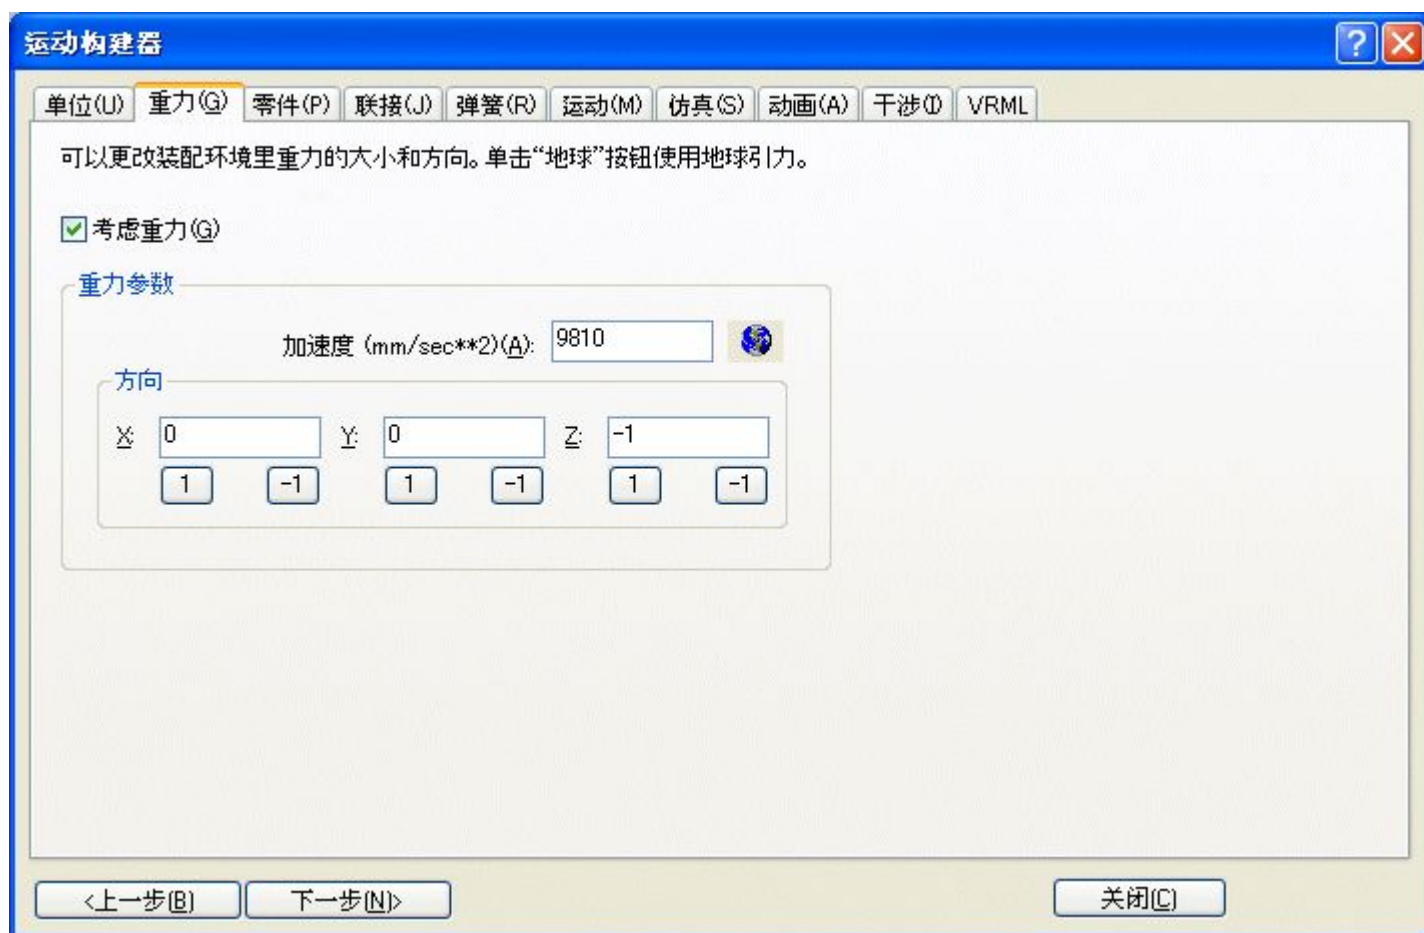 运动构建器
单位(U) 重力(G) 零件(P) 联接(J) 弹簧(R) 运动(M) 仿真(S) 动画(A) 干涉(I) VRML
可以更改装配环境里重力的大小和方向。单击“地球”按钮使用地球引力。
考虑重力(G)
重力参数
加速度 (mm/sec**2)(A): 9810
方向
X: 0 Y: 0 Z: -1
1 -1 1 -1 1 -1
<上一步(B) 下一步(N)> 关闭(C)